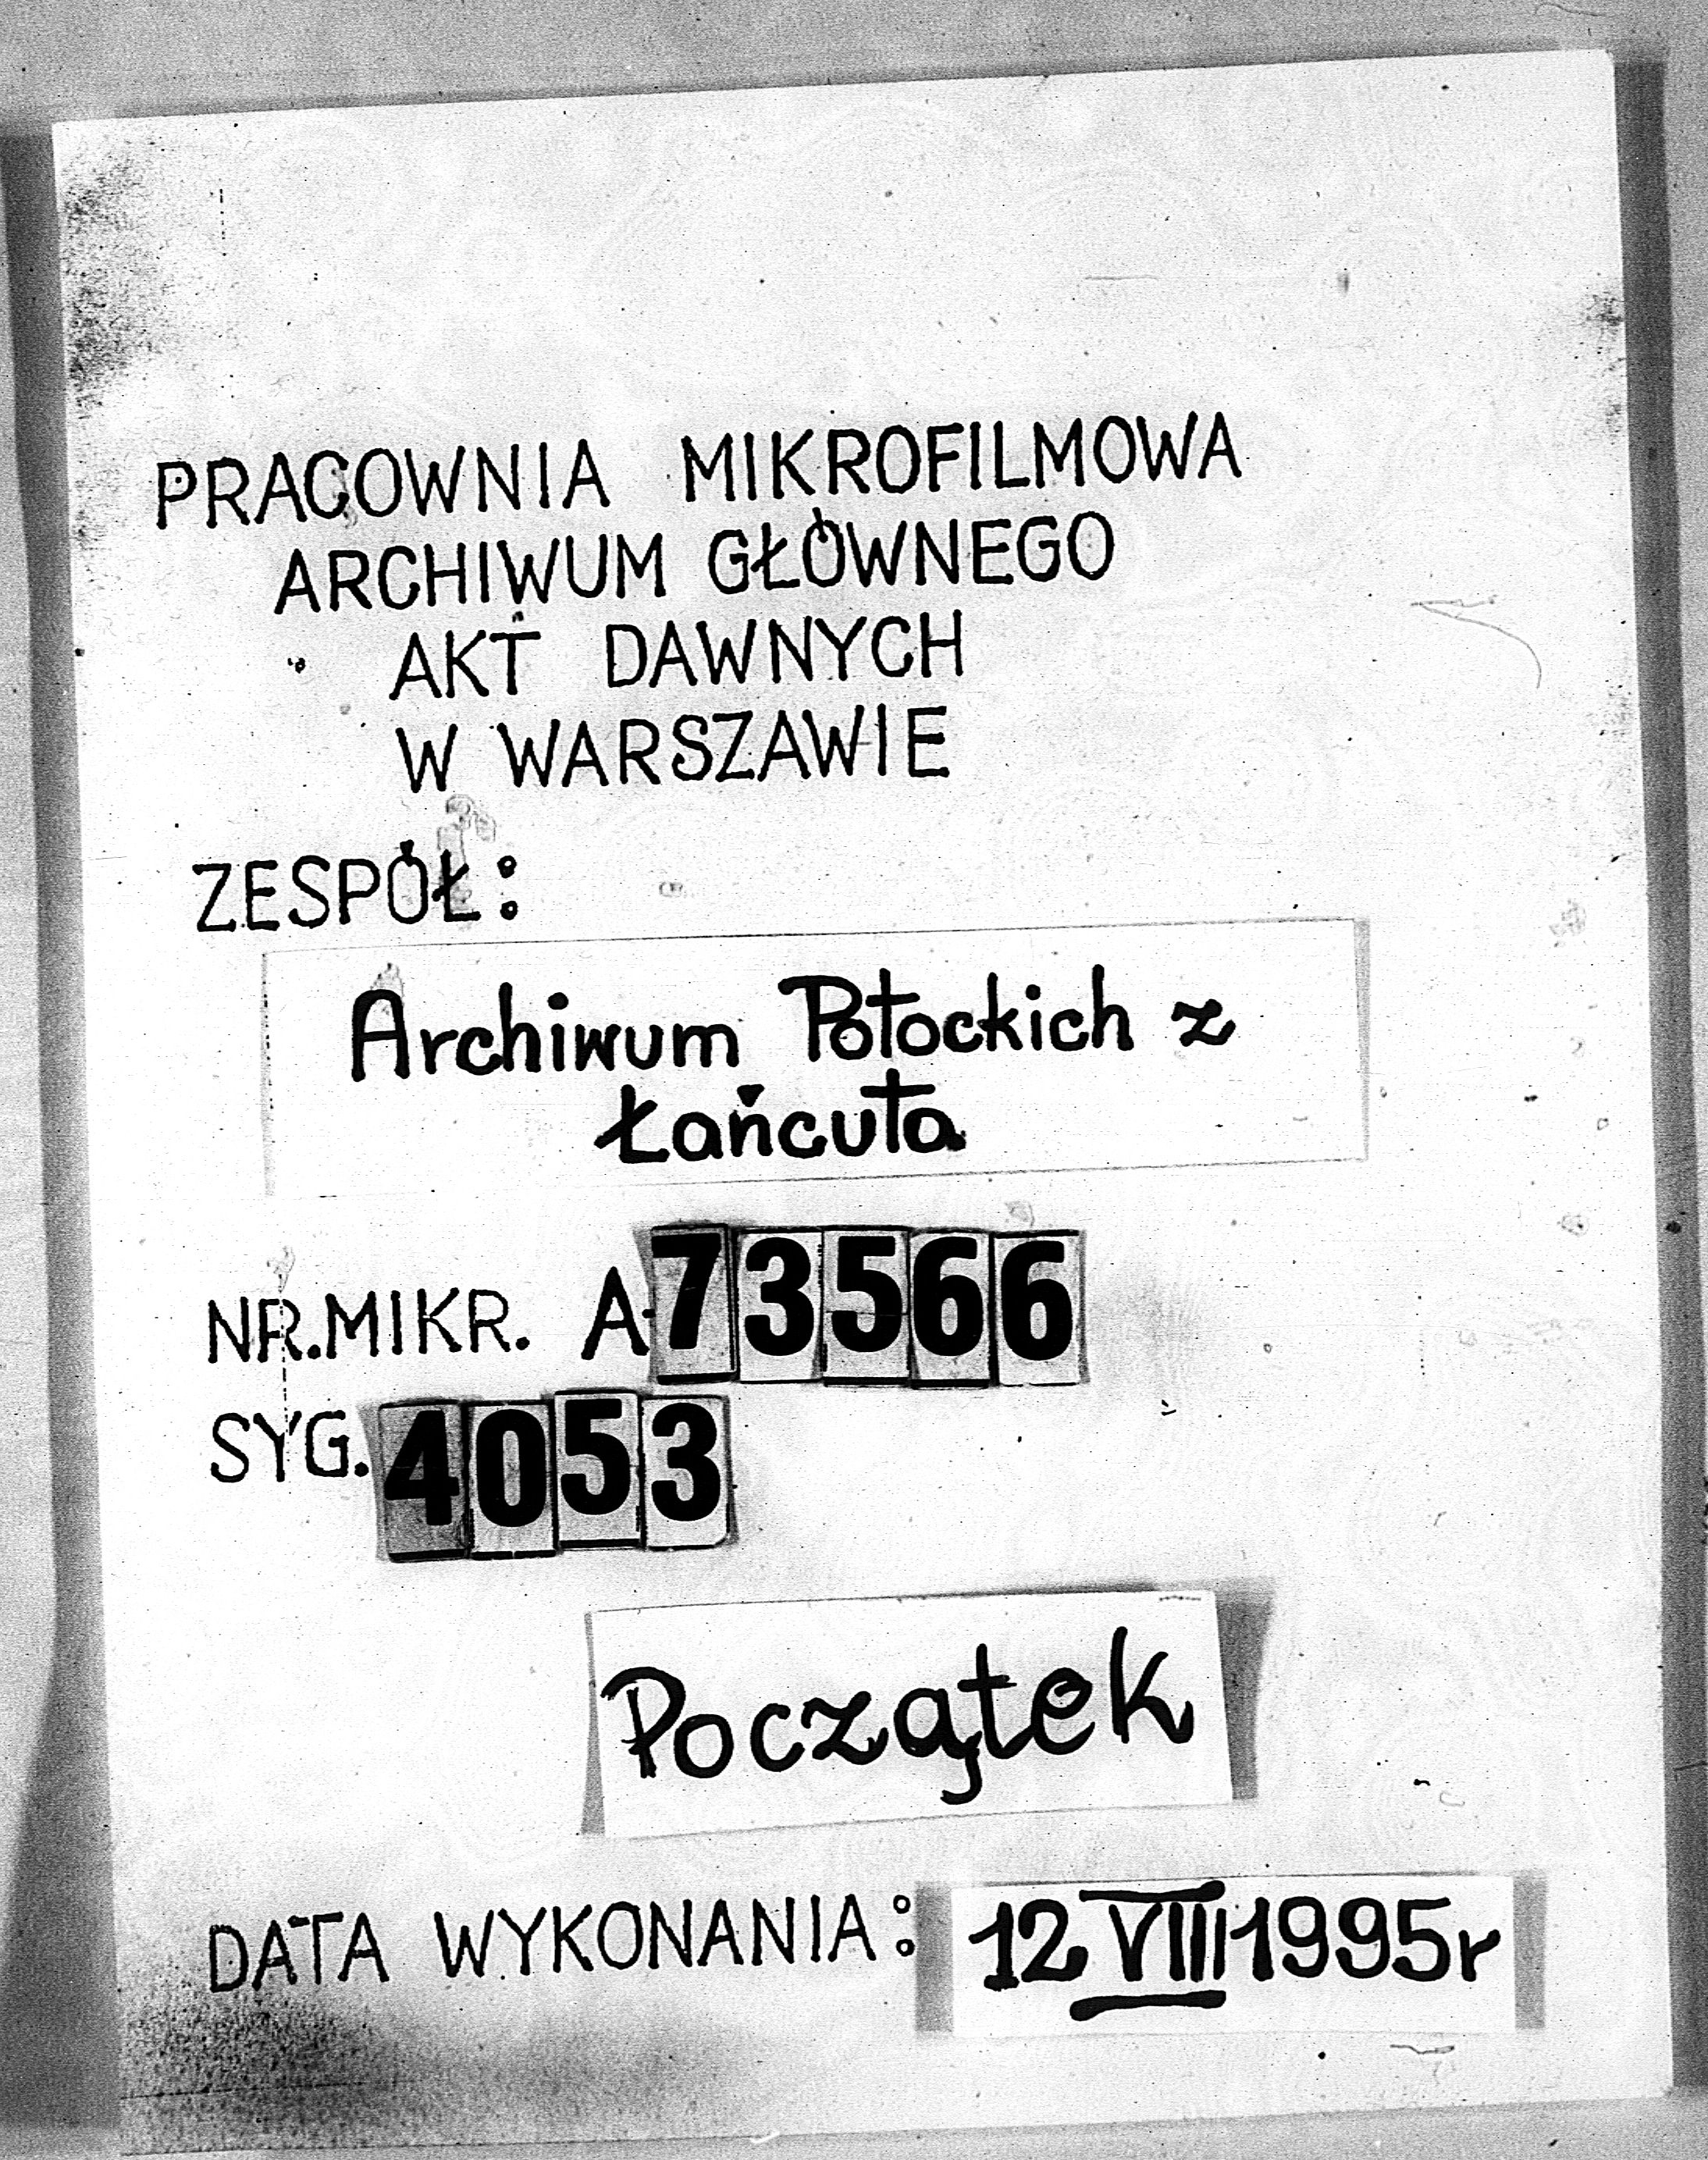 PRACOWNIA MIKROFILMOWA
ARCHIWUM GŁÓWNEGO
AKT DAWNYCH
W WARSZAWIE
ZESPÓŁ:
Archiwum Potockich z
Łańcuta
NR.MIKR. A-73566
SYG. 4053
Początek
DATA WYKONANIA: 12 VIII 1995r